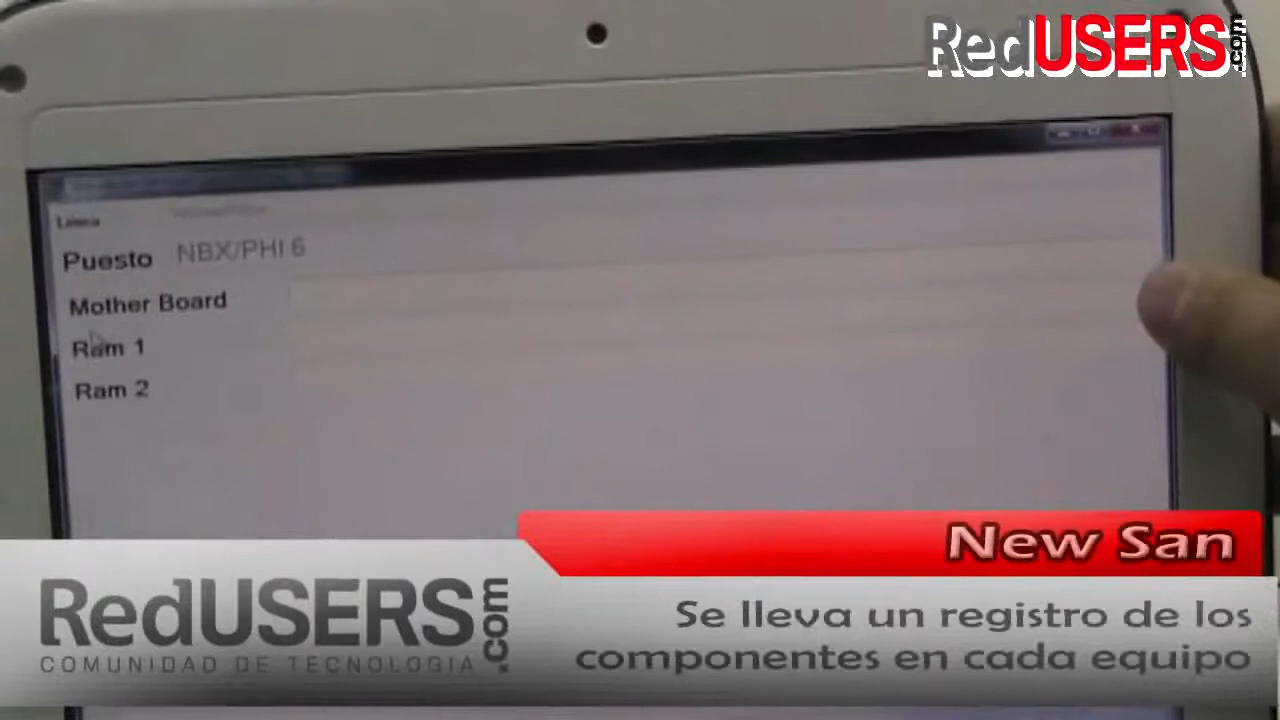 RedUSERS.com
Linea
Puesto NBX/PHI 6
Mother Board
Ram 1
Ram 2
New San
RedUSERS.com
COMUNIDAD DE TECNOLOGIA
Se lleva un registro de los
componentes en cada equipo